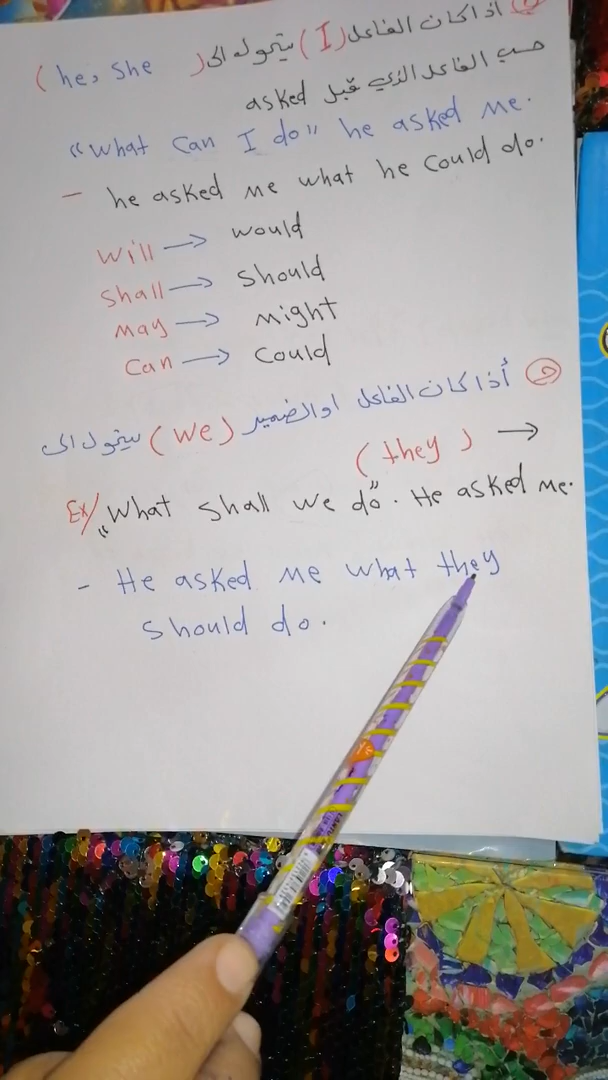 اذا كان الفاعل (I) يتحول الى (he, she)
حسب الفاعل الذي قبل asked
"What can I do" he asked me.
- he asked me what he could do.
will → would
shall → should
may → might
can → could
أذا كان الفاعل او الضمير (we) يتحول الى
(they) →
Ex/ "What shall we do". He asked me.
- He asked me what they
should do.